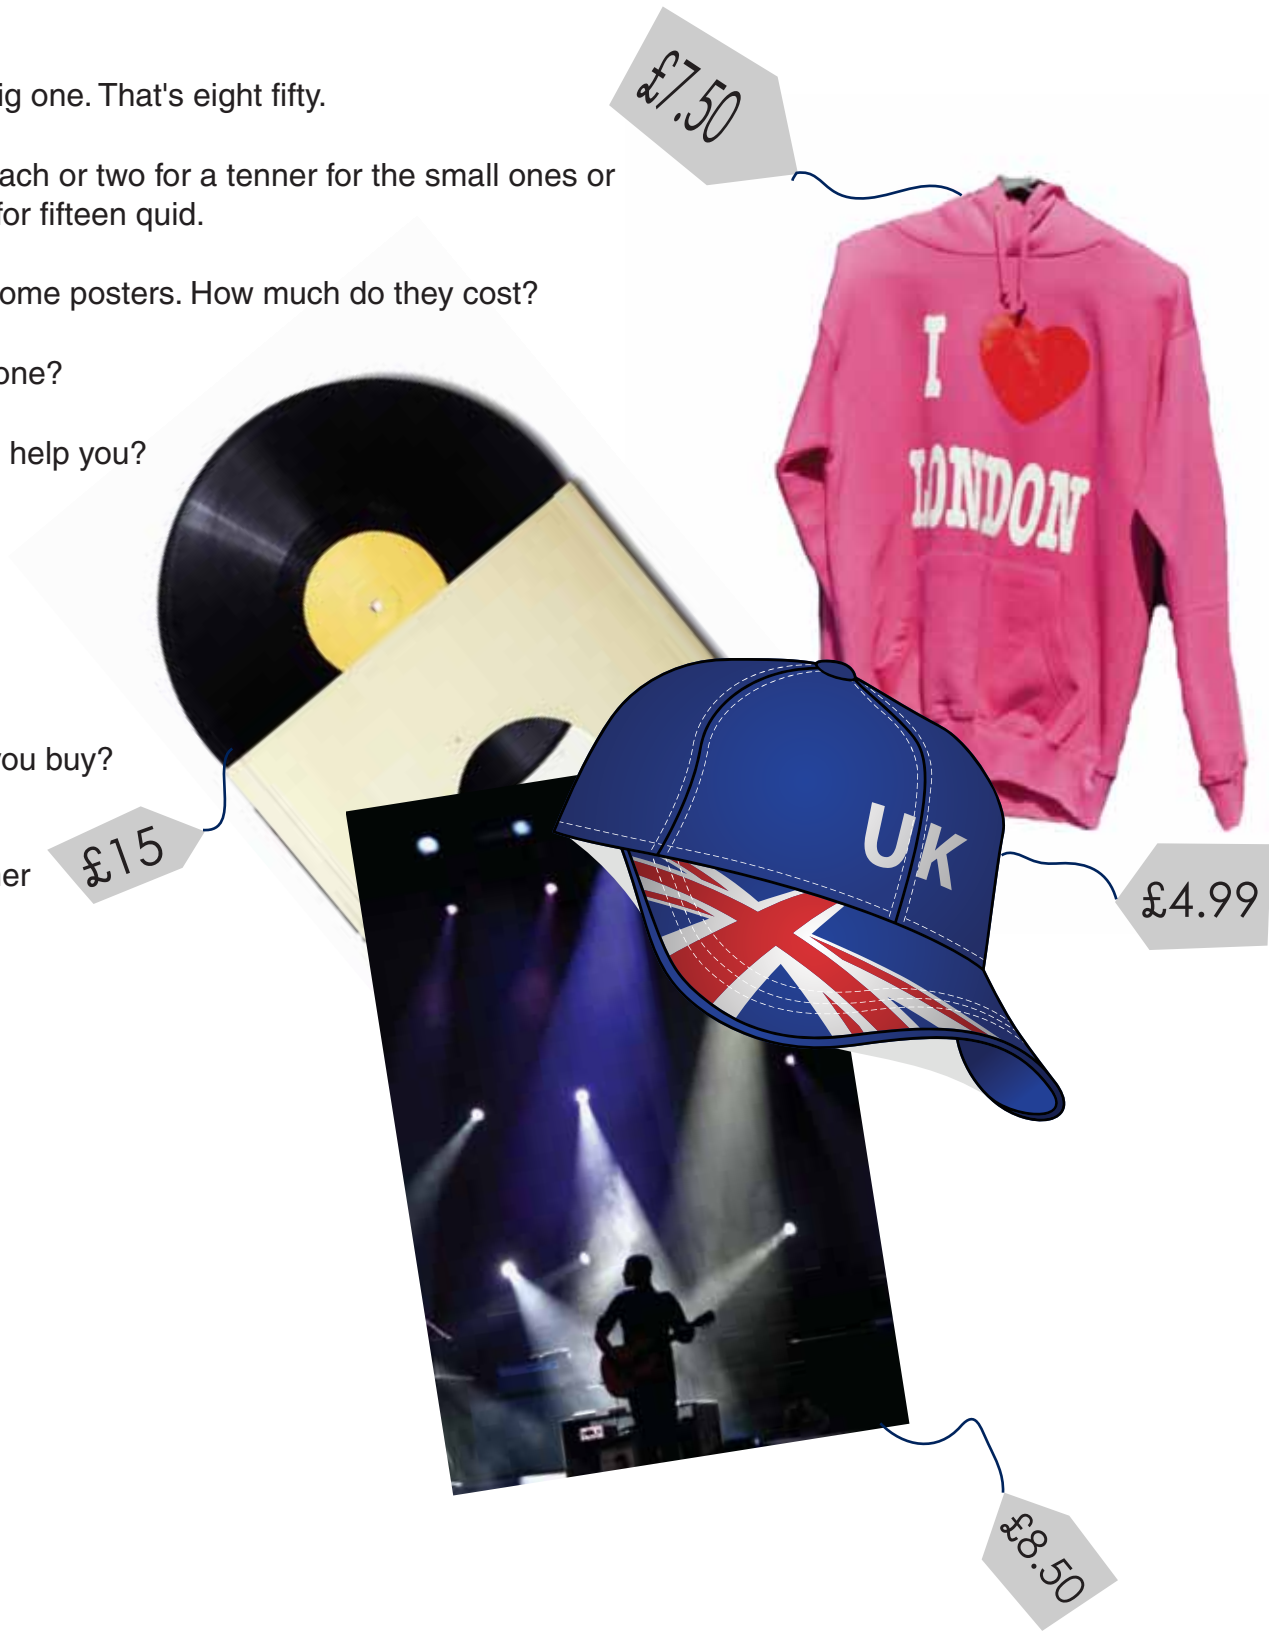 £7.50
ig one. That's eight fifty.
ach or two for a tenner for the small ones or
for fifteen quid.
ome posters. How much do they cost?
one?
help you?
I
LONDON
ou buy?
UK
£15
ner
£4.99
£8.50